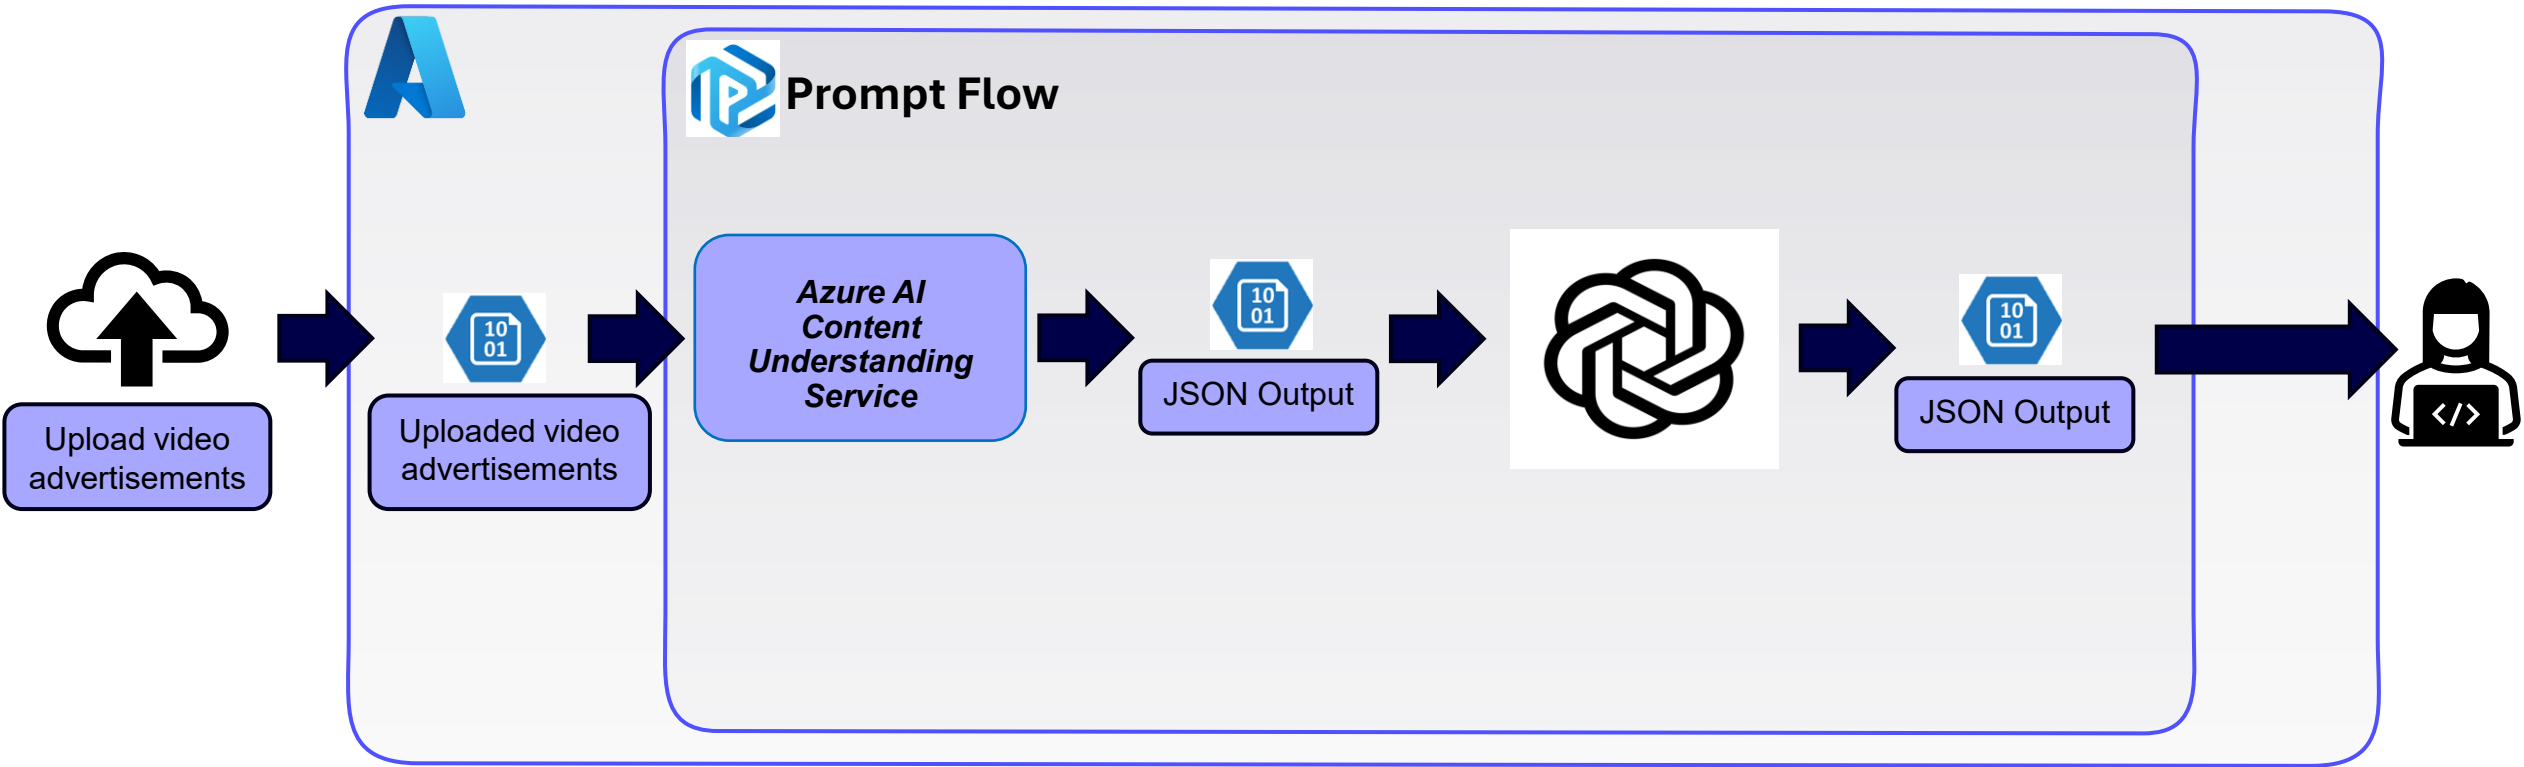 Prompt Flow
Upload video
advertisements
10
01
Uploaded video
advertisements
Azure AI
Content
Understanding
Service
10
01
JSON Output
10
01
JSON Output
</>